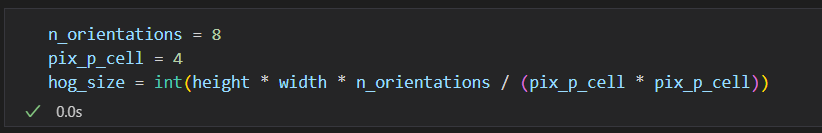 n_orientations = 8
pix_p_cell = 4
hog_size = int(height * width * n_orientations / (pix_p_cell * pix_p_cell))
✓ 0.0s